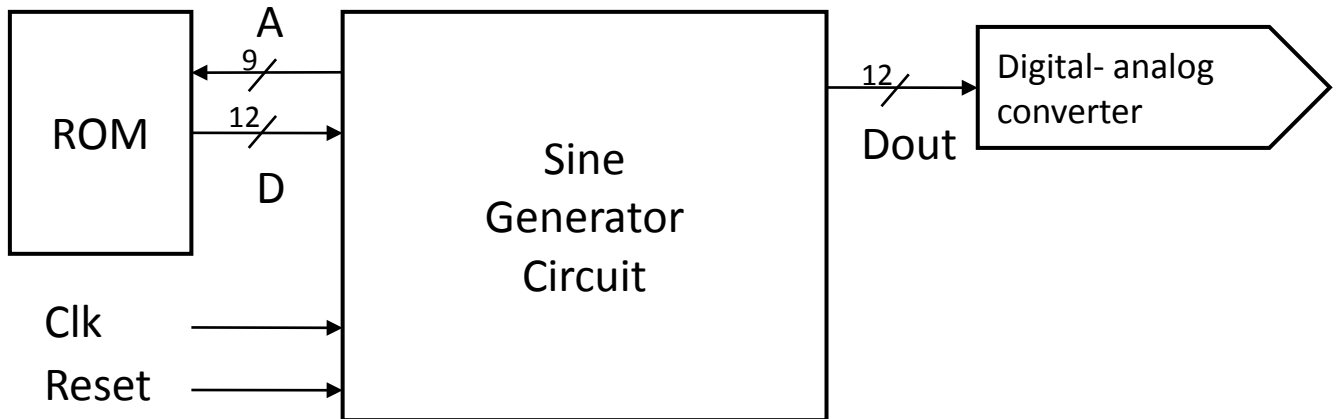 A
9
ROM
12
D
Clk
Reset
Sine
Generator
Circuit
12
Dout
Digital- analog
converter